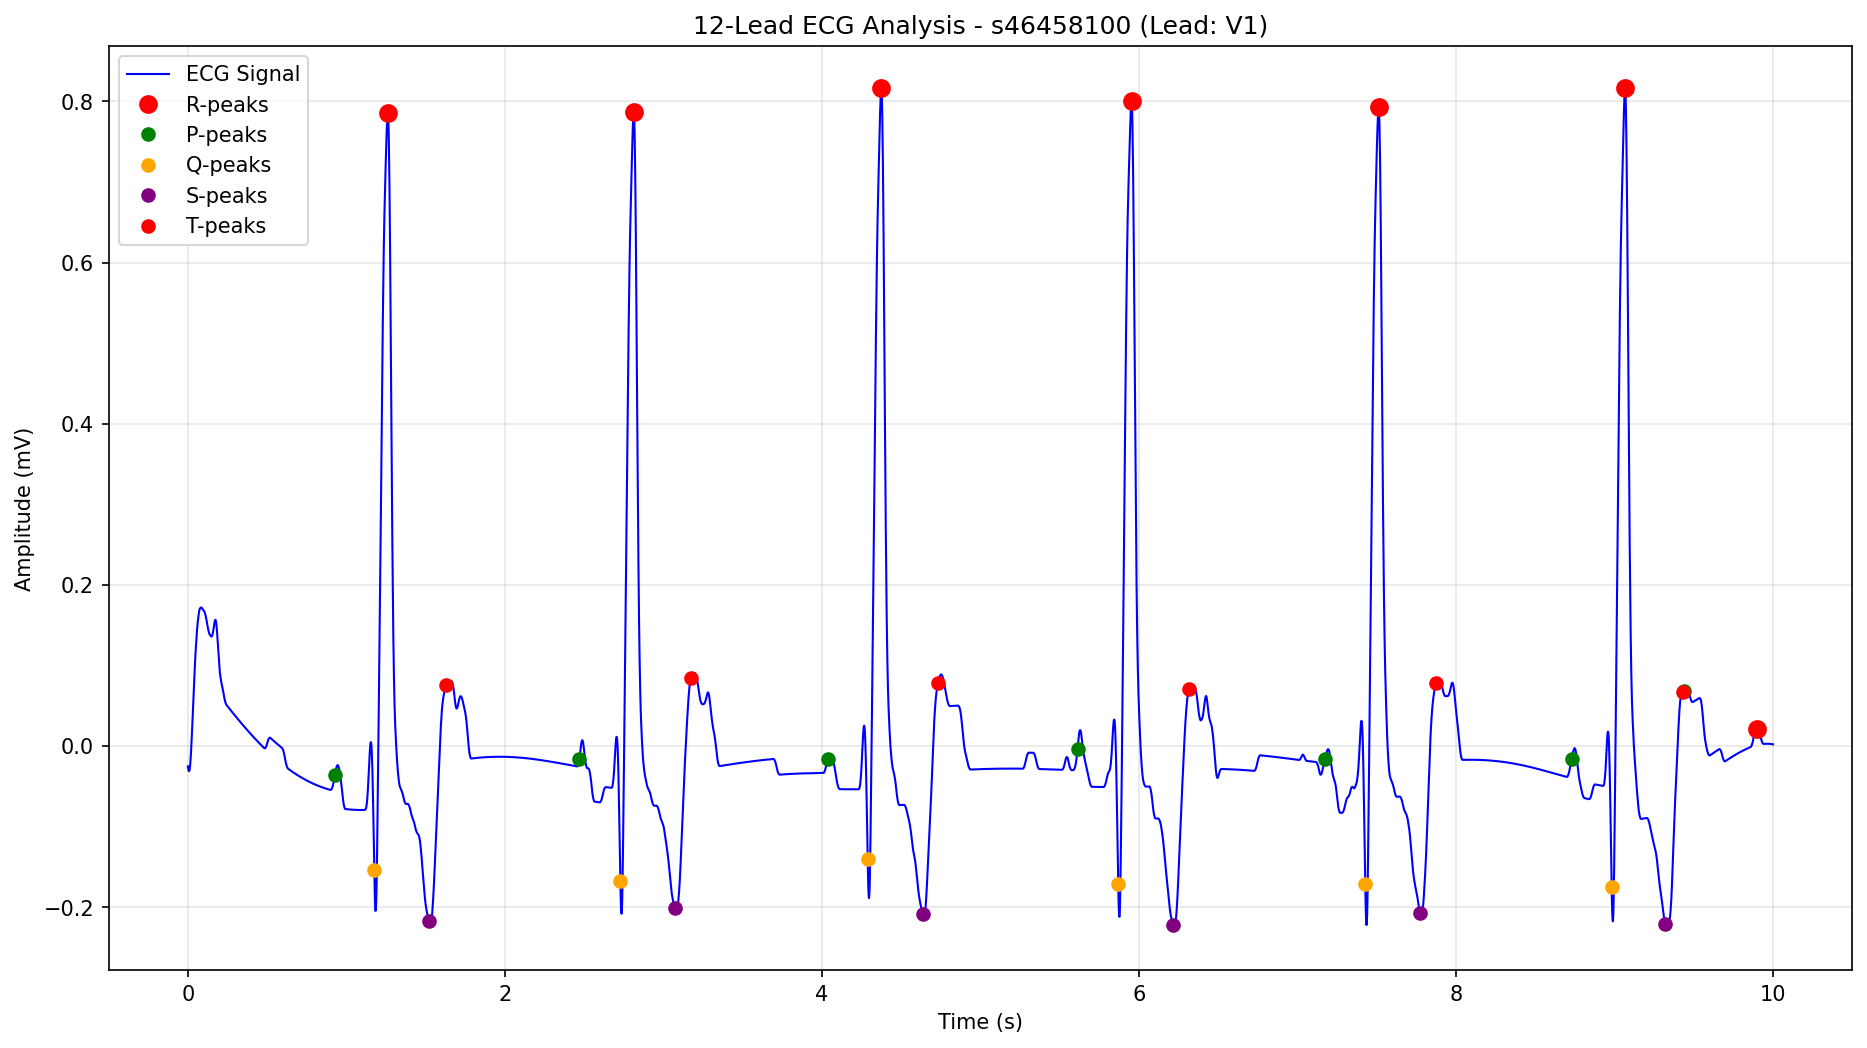 12-Lead ECG Analysis - s46458100 (Lead: V1)
ECG Signal
R-peaks
P-peaks
Q-peaks
S-peaks
T-peaks
Amplitude (mV)
0.8
0.6
0.4
0.2
0.0
−0.2
0
2
4
6
8
10
Time (s)